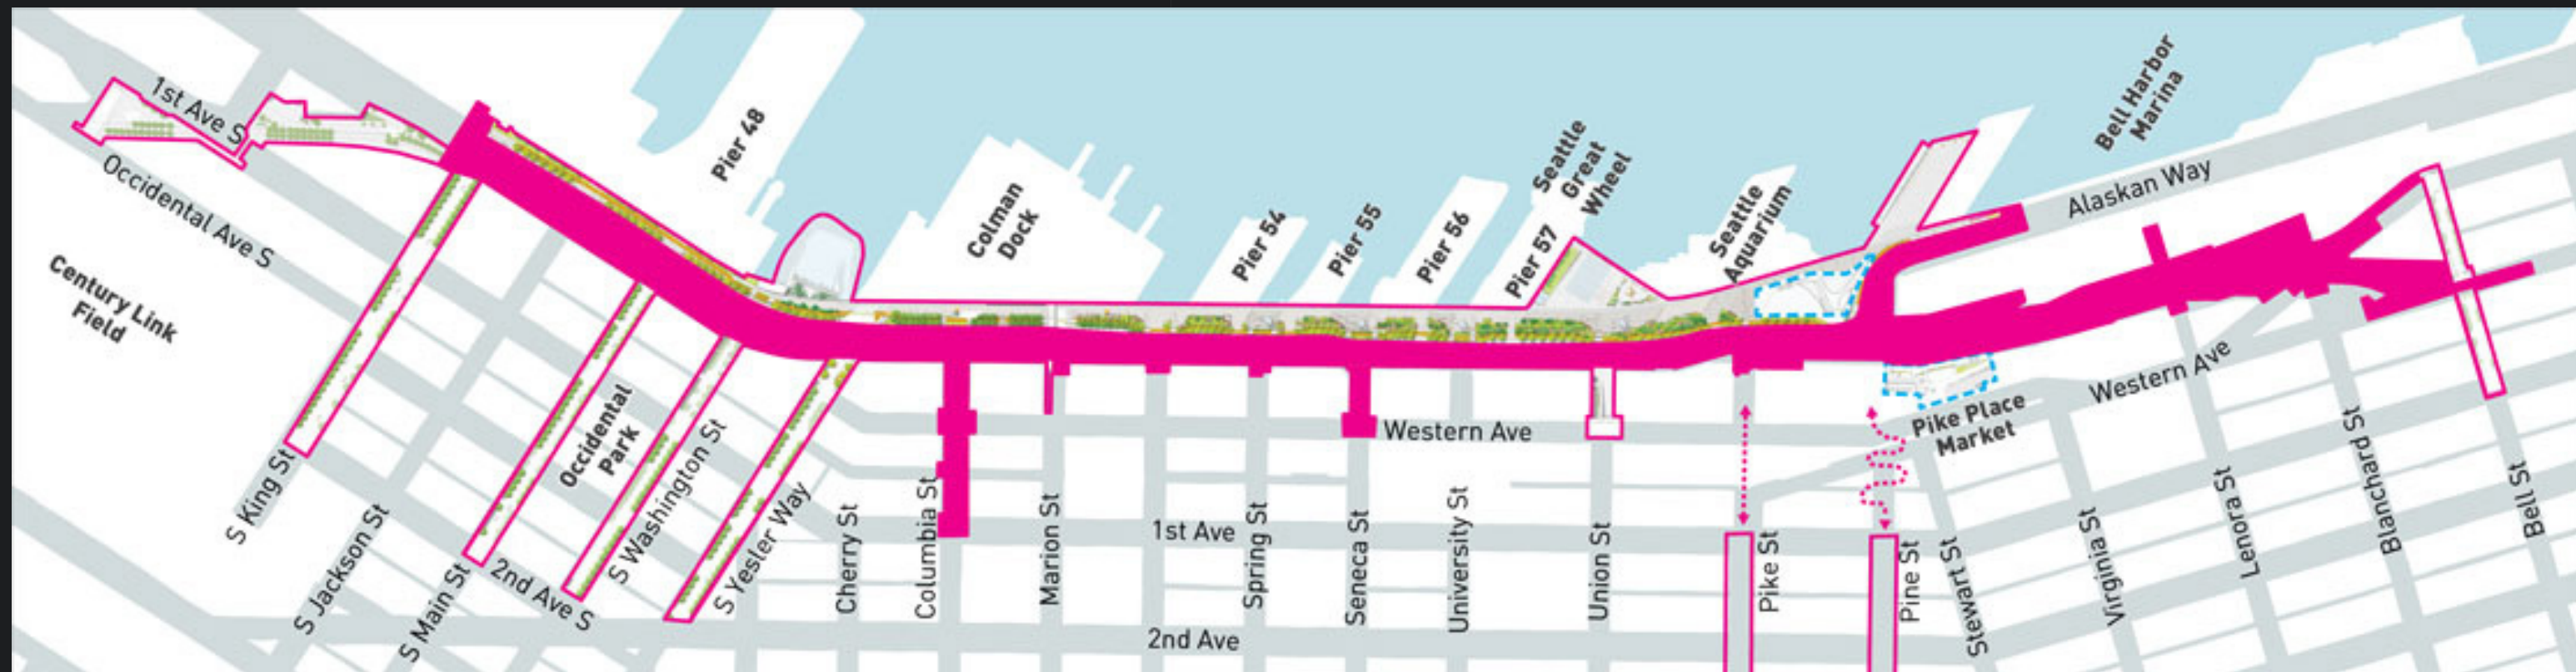 1st Ave S
Occidental Ave S
Century Link
Field
Pier 48
Colman
Dock
Pier 54
Pier 55
Pier 56
Pier 57
Seattle
Great
Wheel
Seattle
Aquarium
Bell Harbor
Marina
Alaskan Way
Western Ave
Pike Place
Market
Western Ave
Occidental
Park
S King St
S Jackson St
S Main St
2nd Ave S
S Washington St
S Yesler Way
Cherry St
Columbia St
Marion St
1st Ave
2nd Ave
Spring St
Seneca St
University St
Union St
Pike St
Pine St
Stewart St
Virginia St
Lenora St
Blanchard St
Bell St